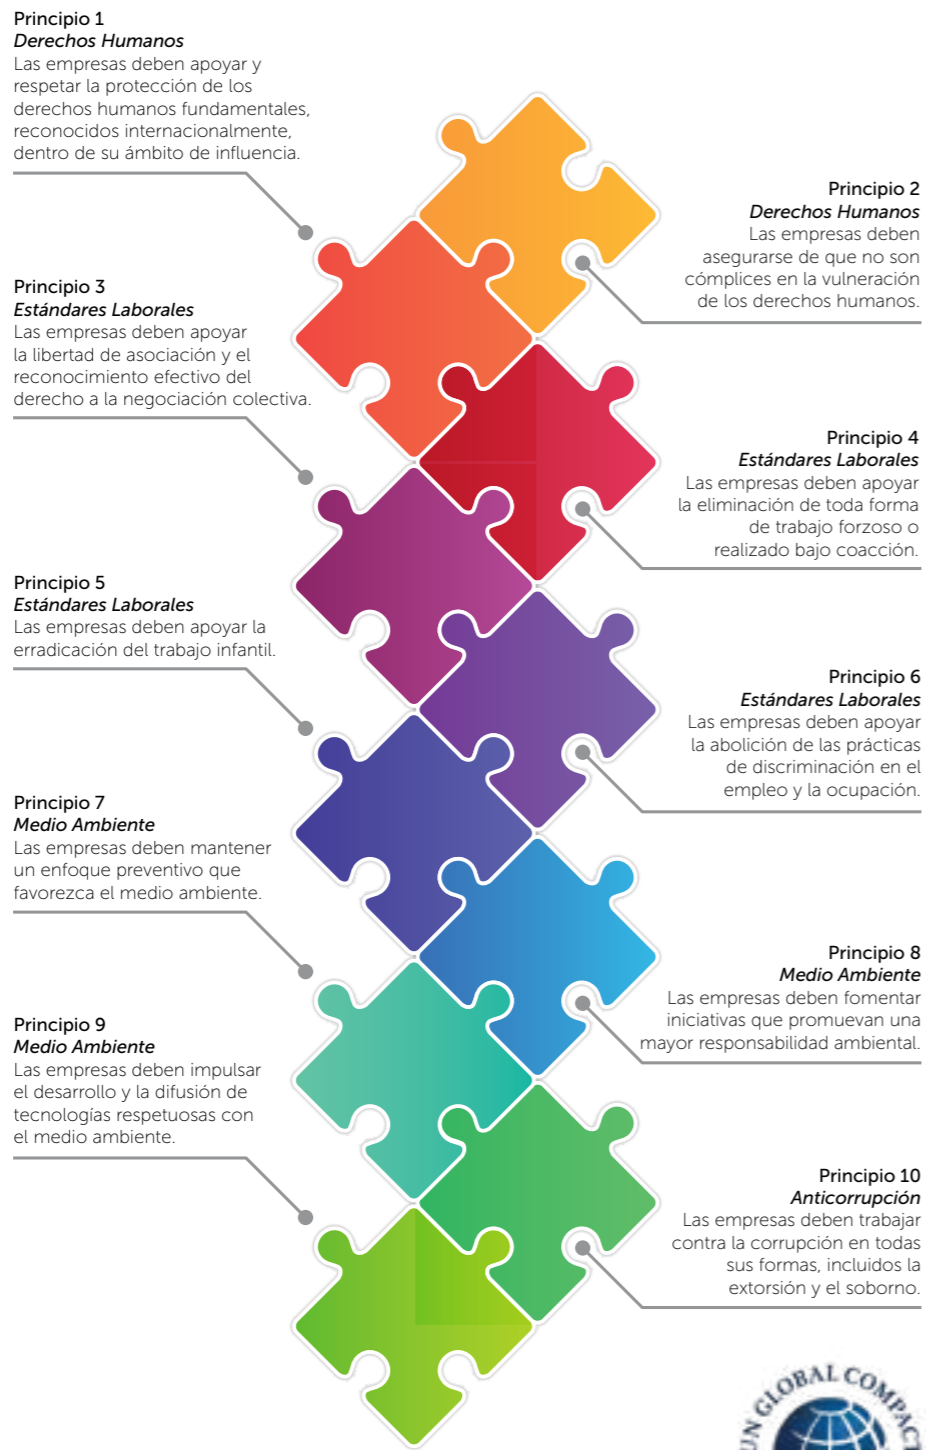 Principio 1
Derechos Humanos
Las empresas deben apoyar y
respetar la protección de los
derechos humanos fundamentales,
reconocidos internacionalmente,
dentro de su ámbito de influencia.
Principio 2
Derechos Humanos
Las empresas deben
asegurarse de que no son
cómplices en la vulneración
de los derechos humanos.
Principio 3
Estándares Laborales
Las empresas deben apoyar
la libertad de asociación y el
reconocimiento efectivo del
derecho a la negociación colectiva.
Principio 4
Estándares Laborales
Las empresas deben apoyar
la eliminación de toda forma
de trabajo forzoso o
realizado bajo coacción.
Principio 5
Estándares Laborales
Las empresas deben apoyar la
erradicación del trabajo infantil.
Principio 6
Estándares Laborales
Las empresas deben apoyar
la abolición de las prácticas
de discriminación en el
empleo y la ocupación.
Principio 7
Medio Ambiente
Las empresas deben mantener
un enfoque preventivo que
favorezca el medio ambiente.
Principio 8
Medio Ambiente
Las empresas deben fomentar
iniciativas que promuevan una
mayor responsabilidad ambiental.
Principio 9
Medio Ambiente
Las empresas deben impulsar
el desarrollo y la difusión de
tecnologías respetuosas con
el medio ambiente.
Principio 10
Anticorrupción
Las empresas deben trabajar
contra la corrupción en todas
sus formas, incluidos la
extorsión y el soborno.
UN GLOBAL COMPACT